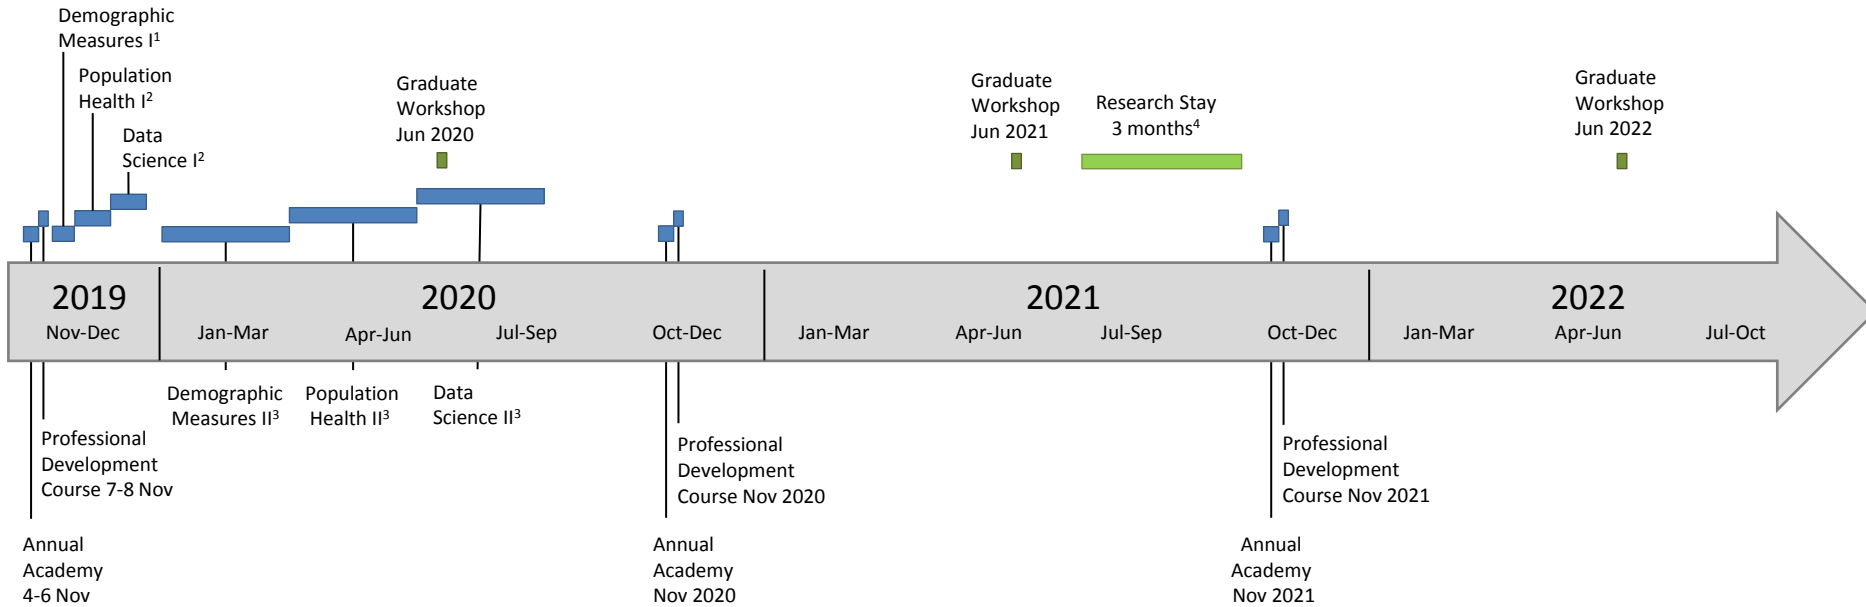 Demographic
Measures I¹
Population
Health I²
Data
Science I²
Graduate
Workshop
Jun 2020
Graduate
Workshop
Jun 2021
Research Stay
3 months⁴
Graduate
Workshop
Jun 2022
2019
2020
2021
2022
Nov-Dec
Jan-Mar
Apr-Jun
Jul-Sep
Oct-Dec
Jan-Mar
Apr-Jun
Jul-Sep
Oct-Dec
Jan-Mar
Apr-Jun
Jul-Oct
Demographic
Measures II³
Population
Health II³
Data
Science II³
Professional
Development
Course 7-8 Nov
Professional
Development
Course Nov 2020
Professional
Development
Course Nov 2021
Annual
Academy
4-6 Nov
Annual
Academy
Nov 2020
Annual
Academy
Nov 2021